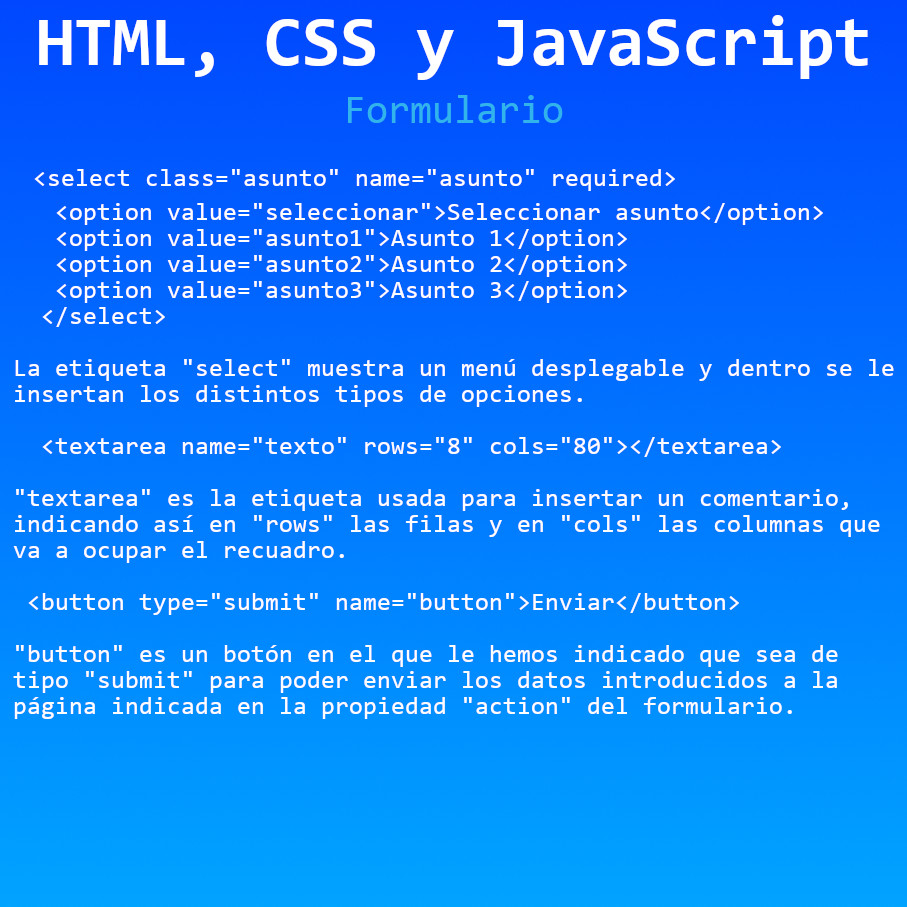 HTML, CSS y JavaScript
Formulario
<select class="asunto" name="asunto" required>
<option value="seleccionar">Seleccionar asunto</option>
<option value="asunto1">Asunto 1</option>
<option value="asunto2">Asunto 2</option>
<option value="asunto3">Asunto 3</option>
</select>
La etiqueta "select" muestra un menú desplegable y dentro se le
insertan los distintos tipos de opciones.
<textarea name="texto" rows="8" cols="80"></textarea>
"textarea" es la etiqueta usada para insertar un comentario,
indicando así en "rows" las filas y en "cols" las columnas que
va a ocupar el recuadro.
<button type="submit" name="button">Enviar</button>
"button" es un botón en el que le hemos indicado que sea de
tipo "submit" para poder enviar los datos introducidos a la
página indicada en la propiedad "action" del formulario.